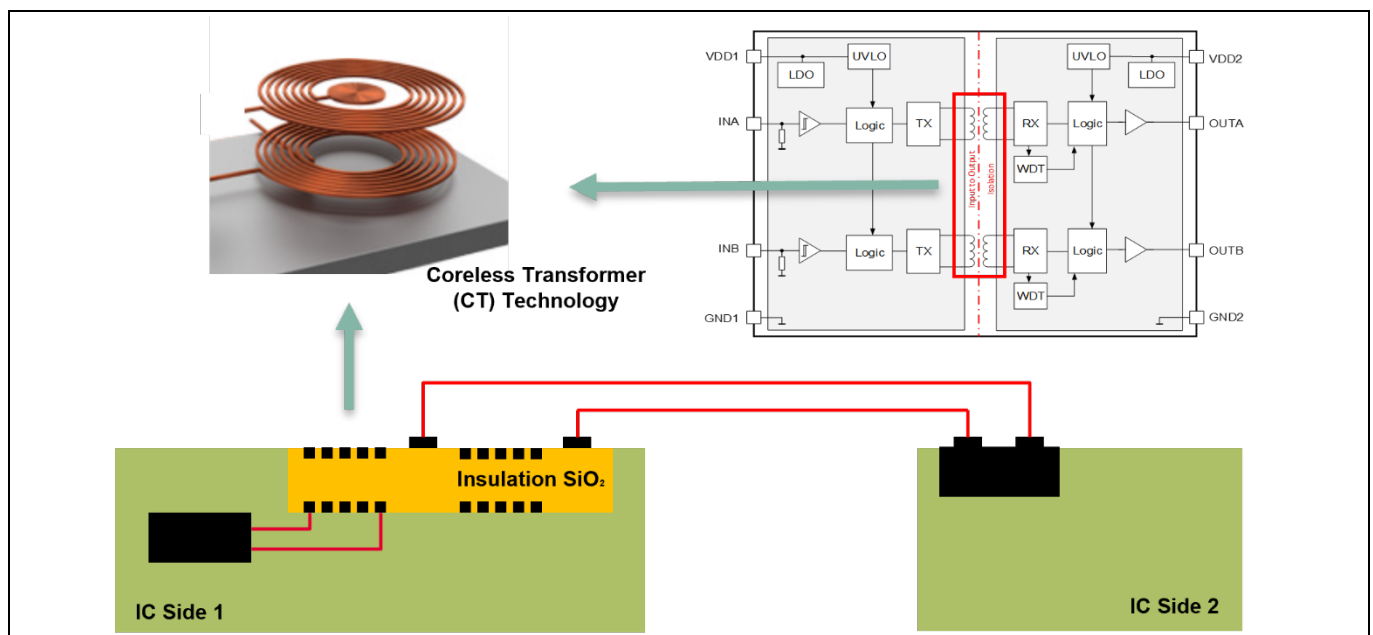 VDD1
UVLO
LDO
INA
Logic
TX
Input to Output
Isolation
RX
Logic
WDT
UVLO
LDO
VDD2
OUTA
INB
Logic
TX
RX
Logic
WDT
OUTB
GND1
GND2
Coreless Transformer
(CT) Technology
Insulation SiO₂
IC Side 1
IC Side 2